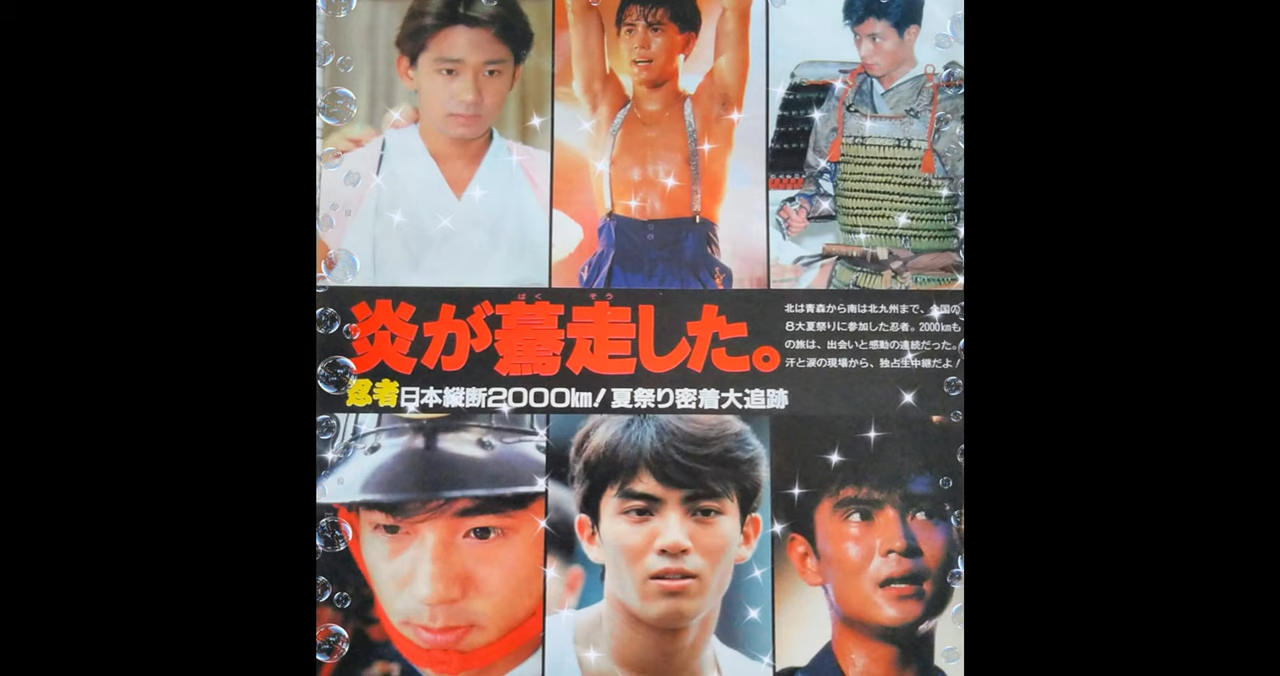 ばく そう
炎が驀走した。
忍者日本縦断2000km!夏祭り密着大追跡
北は青森から南は北九州まで、全国の
8大夏祭りに参加した忍者。2000kmも
の旅は、出会いと感動の連続だった。
汗と涙の現場から、独占生中継だよ!